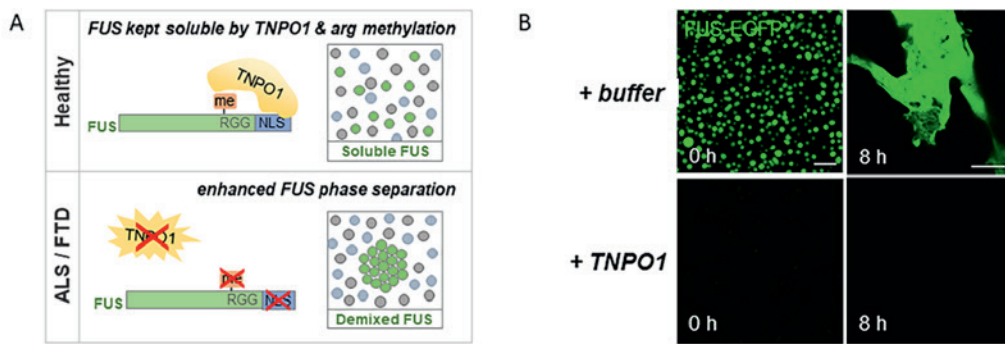 A
FUS kept soluble by TNPO1 & arg methylation
Healthy
TNPO1
me
RGG NLS
FUS
Soluble FUS
enhanced FUS phase separation
ALS / FTD
TNPO1
me
RGG NLS
FUS
Demixed FUS
B
FUS-EGFP
+ buffer
0 h
8 h
+ TNPO1
0 h
8 h